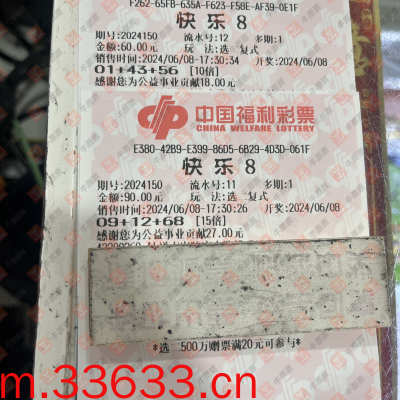 F262-65FB-635A-F623-F58E-AF39-0E1F
快乐8
期号:2024150 流水号:12 多期:1
金额:60.00元 玩 法:选 复式
销售时间:2024/06/08-17:30:34 开奖:2024/06/08
01+43+56 [10倍]
感谢您为公益事业贡献18.00元
中国福利彩票
CHINA WELFARE LOTTERY
E380-42B9-E399-86D5-6B29-4D3D-061F
快乐8
期号:2024150 流水号:11 多期:1
金额:90.00元 玩 法:选 复式
销售时间:2024/06/08-17:30:26 开奖:2024/06/08
09+12+68 [15倍]
感谢您为公益事业贡献27.00元
*选 500万赠票满20元可参与*
m.33633.cn